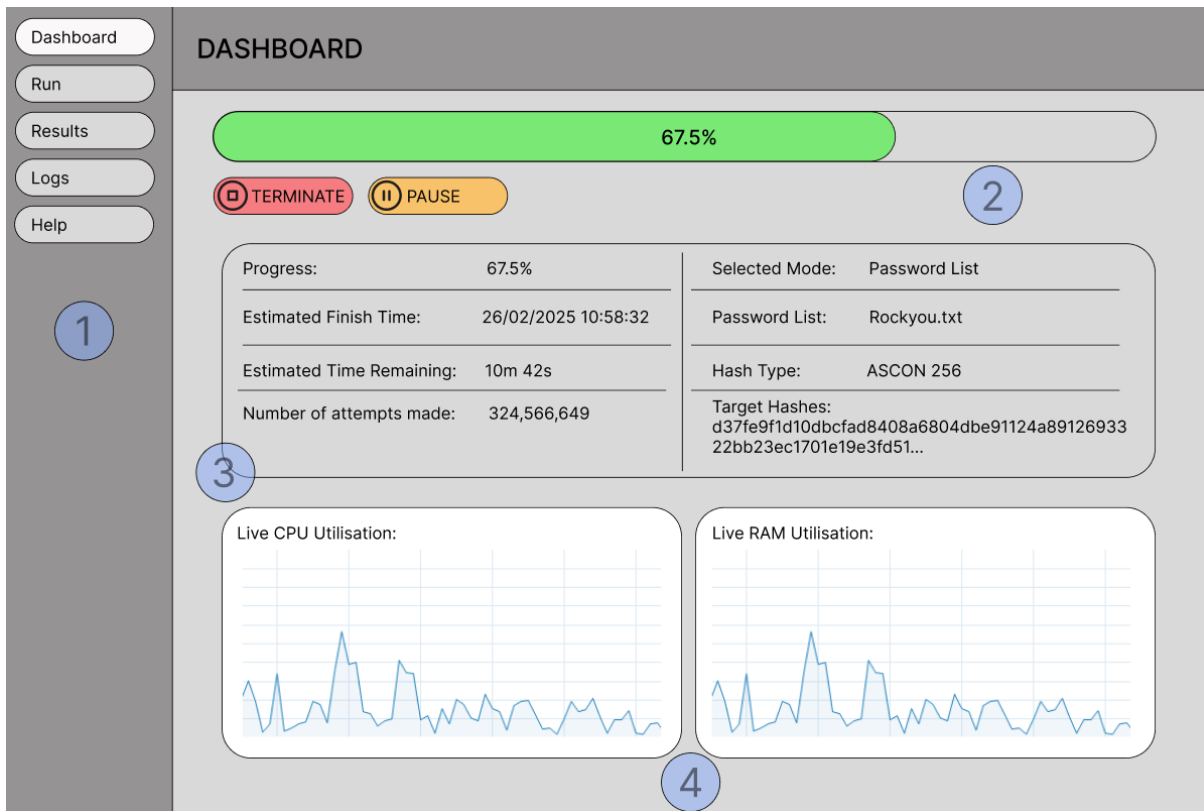 Dashboard
Run
Results
Logs
Help
1
DASHBOARD
67.5%
TERMINATE
PAUSE
2
Progress: 67.5%
Estimated Finish Time: 26/02/2025 10:58:32
Estimated Time Remaining: 10m 42s
Number of attempts made: 324,566,649
Selected Mode: Password List
Password List: Rockyou.txt
Hash Type: ASCON 256
Target Hashes:
d37fe9f1d10dbcfad8408a6804dbe91124a89126933
22bb23ec1701e19e3fd51...
3
Live CPU Utilisation:
Live RAM Utilisation:
4